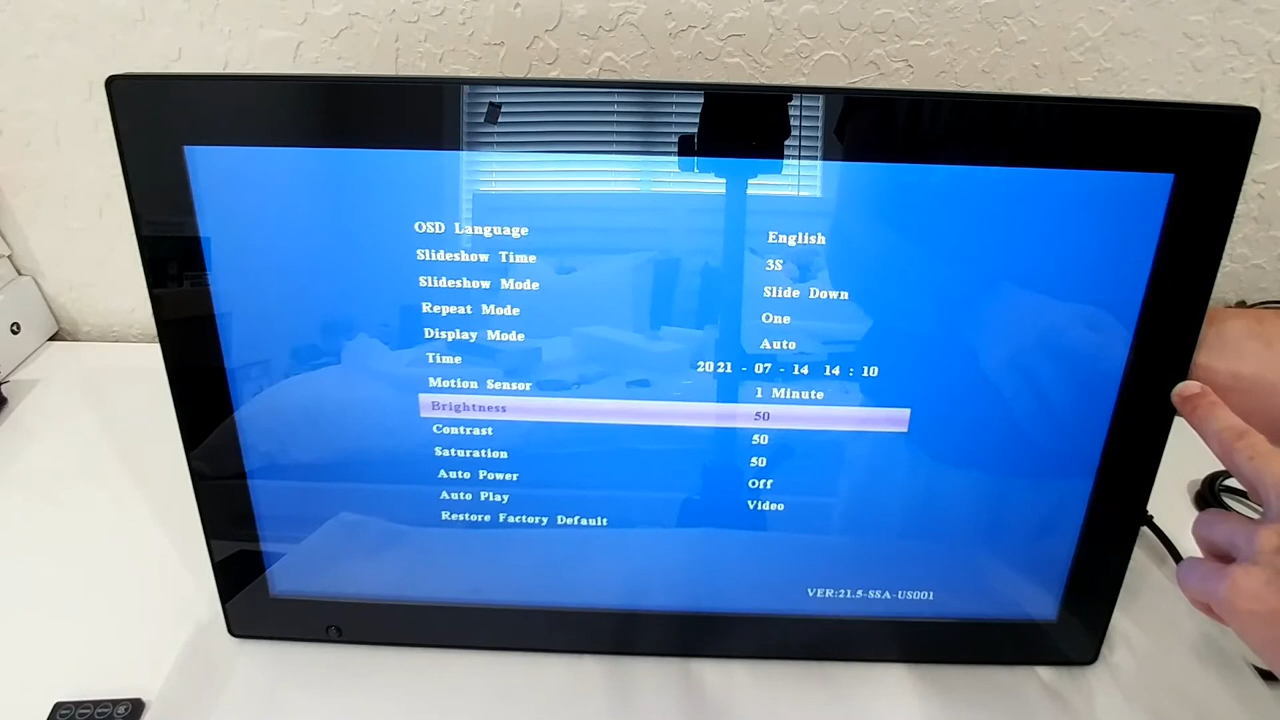 OSD Language English
Slideshow Time 3S
Slideshow Mode Slide Down
Repeat Mode One
Display Mode Auto
Time 2021 - 07 - 14 14 : 10
Motion Sensor 1 Minute
Brightness 50
Contrast 50
Saturation 50
Auto Power Off
Auto Play Video
Restore Factory Default
VER:21.5-SSA-US001